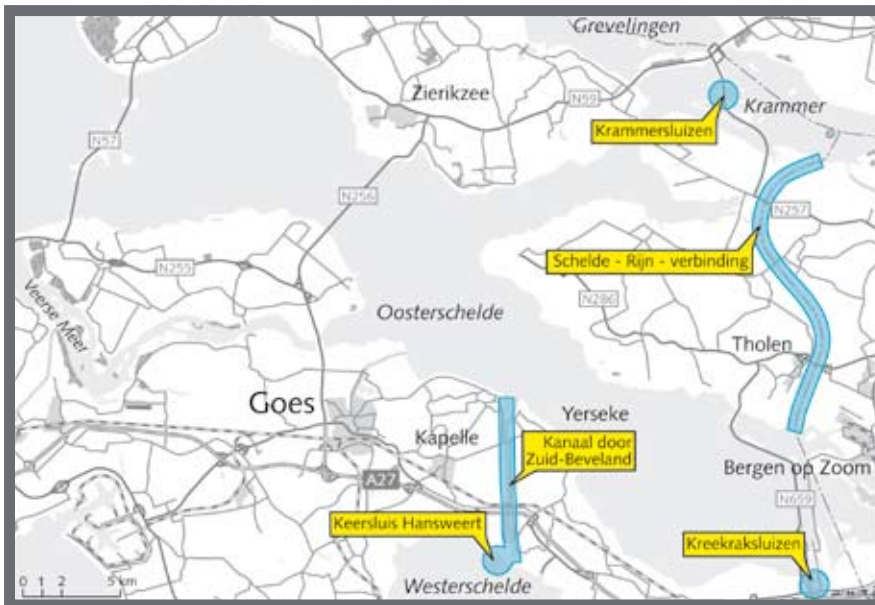 Grevelingen
Zierikzee
N59
Krammer
Krammersluizen
N57
N256
N257
Schelde - Rijn - verbinding
N255
Veerse Meer
N286
Oosterschelde
Tholen
Goes
Yerseke
Kapelle
Kanaal door
Zuid-Beveland
Bergen op Zoom
A27
N659
Keersluis Hansweert
Kreekraksluizen
0 1 2 5 km
Westerschelde